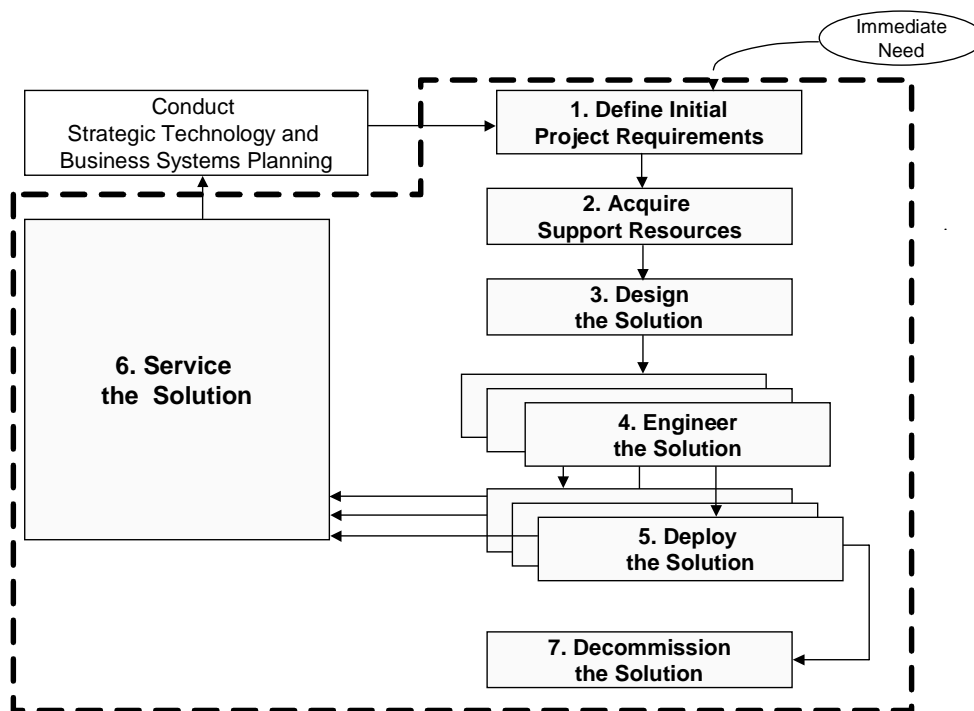 Immediate
Need
Conduct
Strategic Technology and
Business Systems Planning
1. Define Initial
Project Requirements
2. Acquire
Support Resources
3. Design
the Solution
6. Service
the Solution
4. Engineer
the Solution
5. Deploy
the Solution
7. Decommission
the Solution